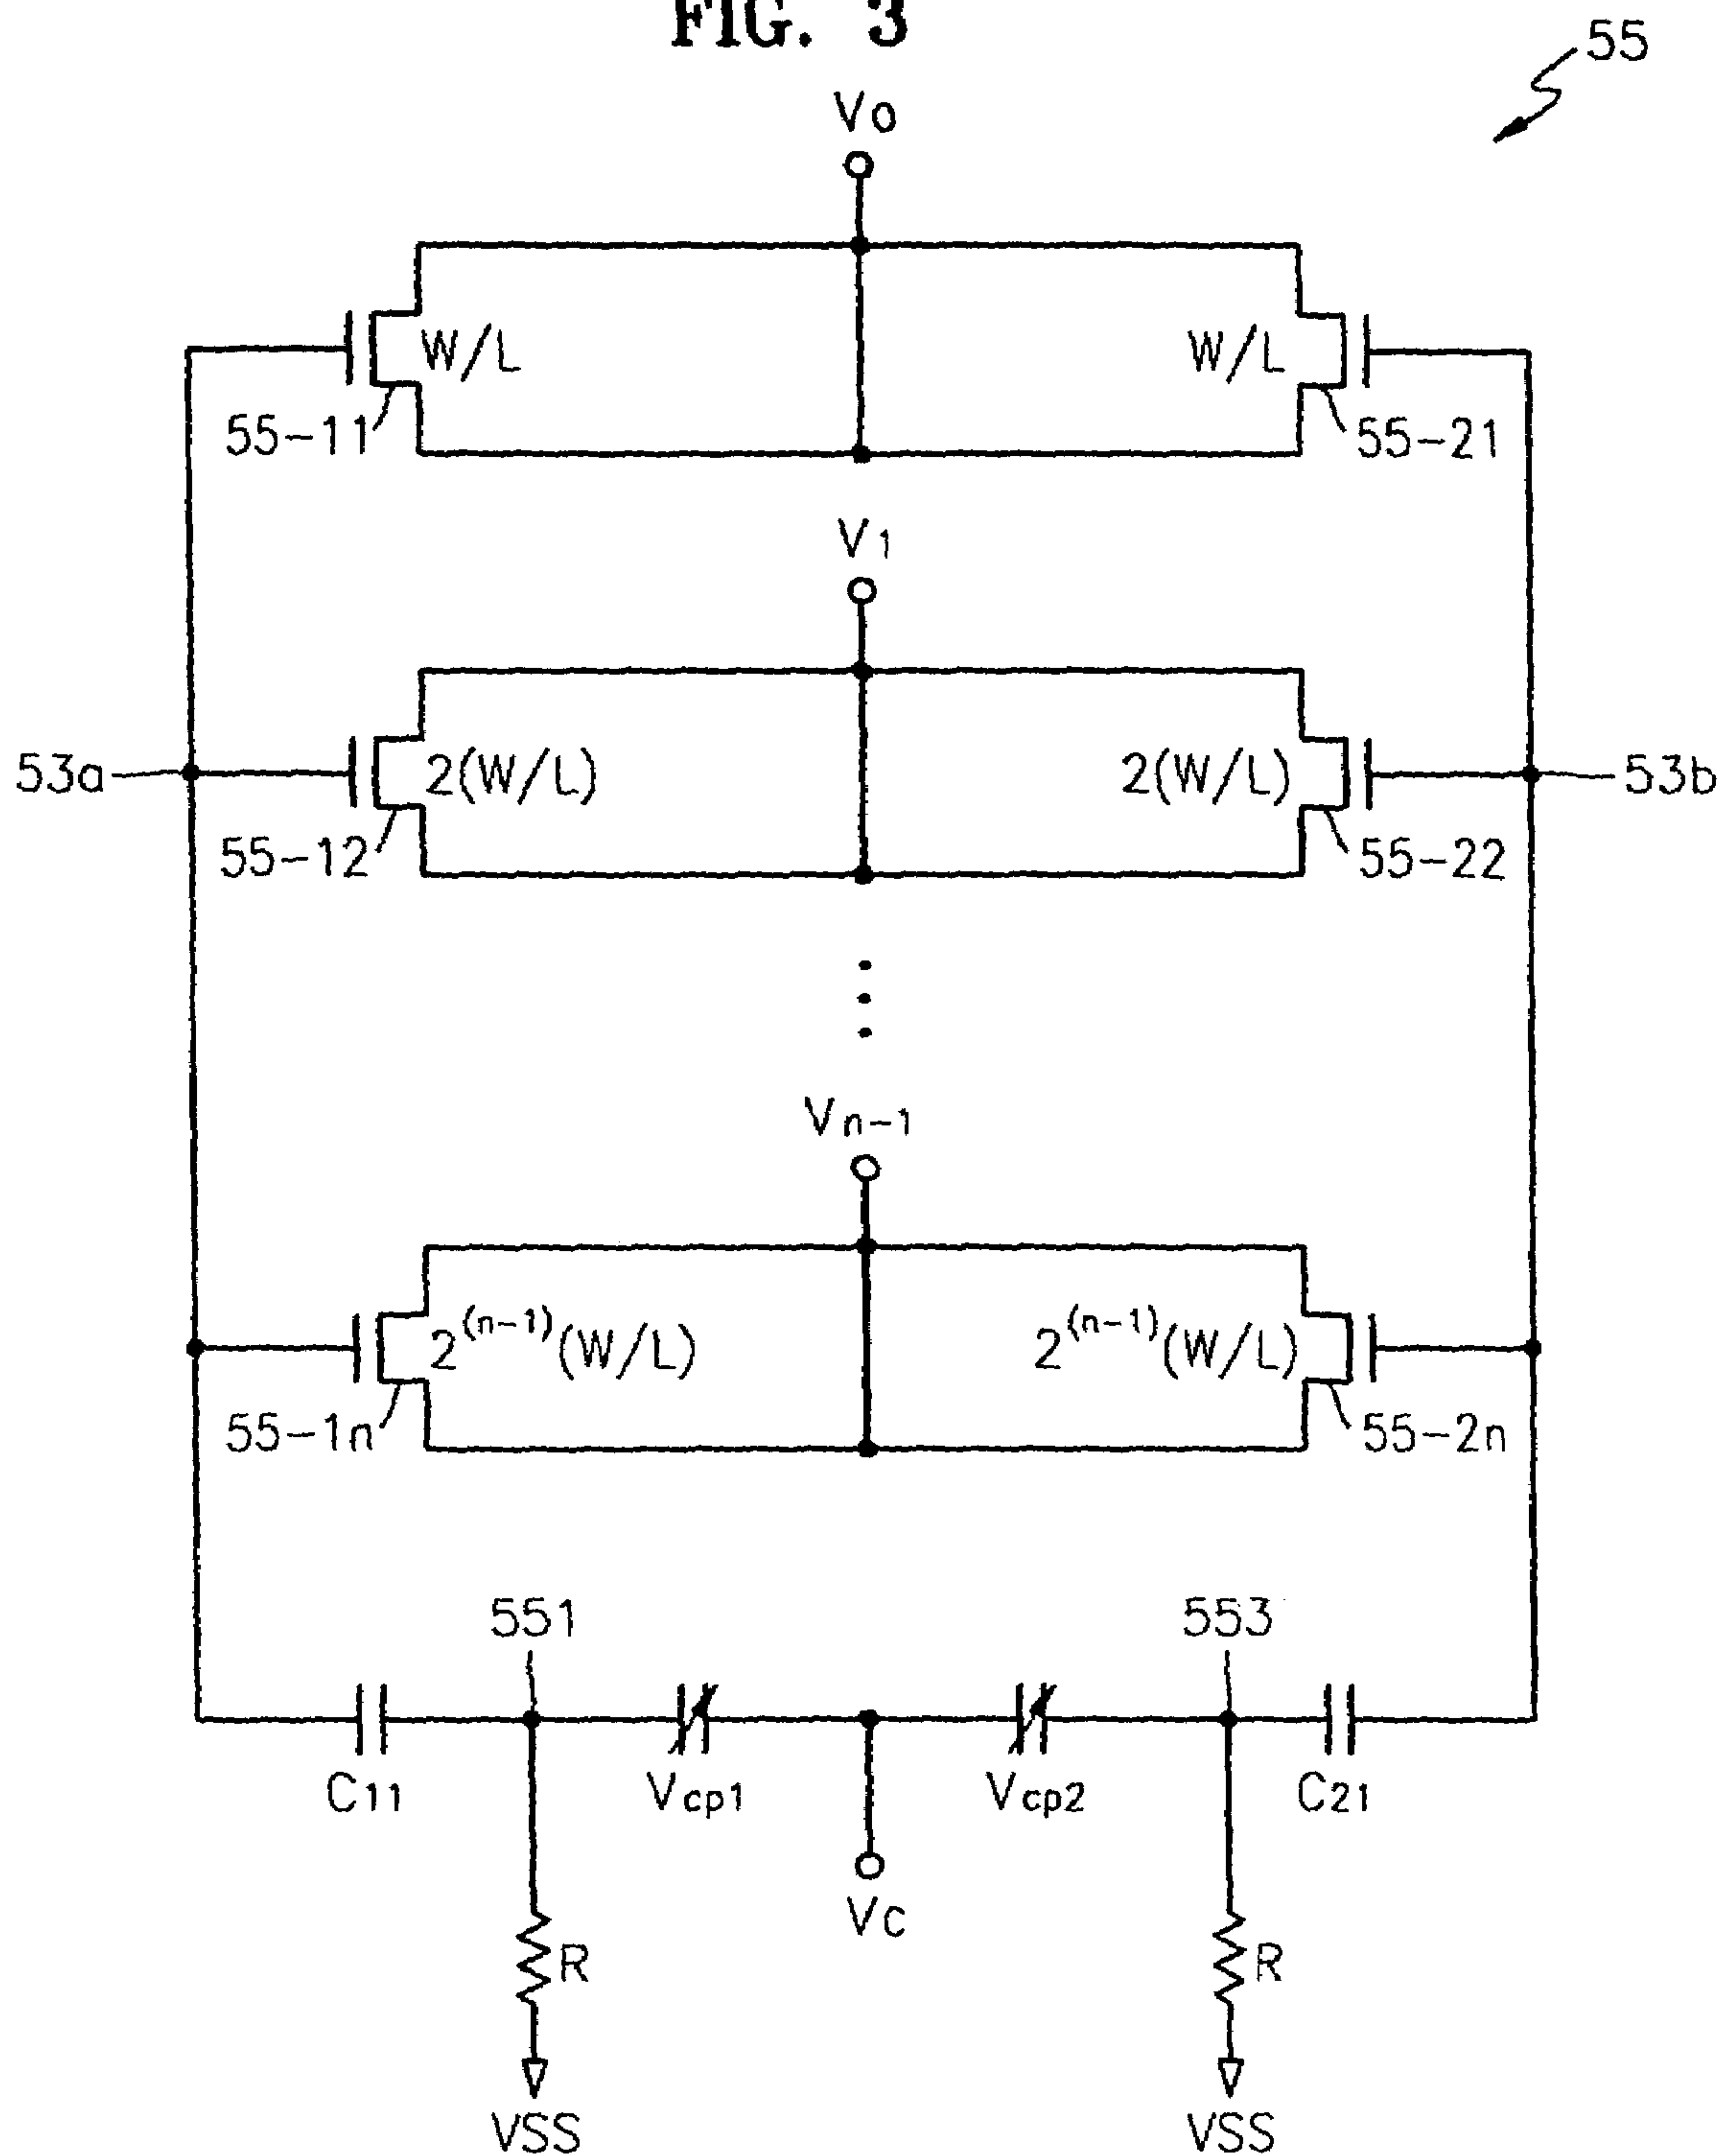 FIG. 3
55
Vo
W/L W/L
55-11 55-21
V1
53a 2(W/L) 2(W/L) 53b
55-12 55-22
Vn-1
2(n-1)(W/L) 2(n-1)(W/L)
55-1n 55-2n
551 553
C11 Vcp1 Vcp2 C21
Vc
R R
VSS VSS